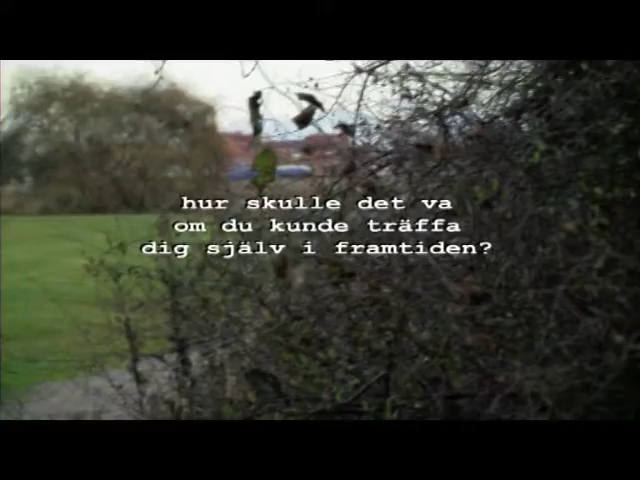 hur skulle det va
om du kunde träffa
dig själv i framtiden?